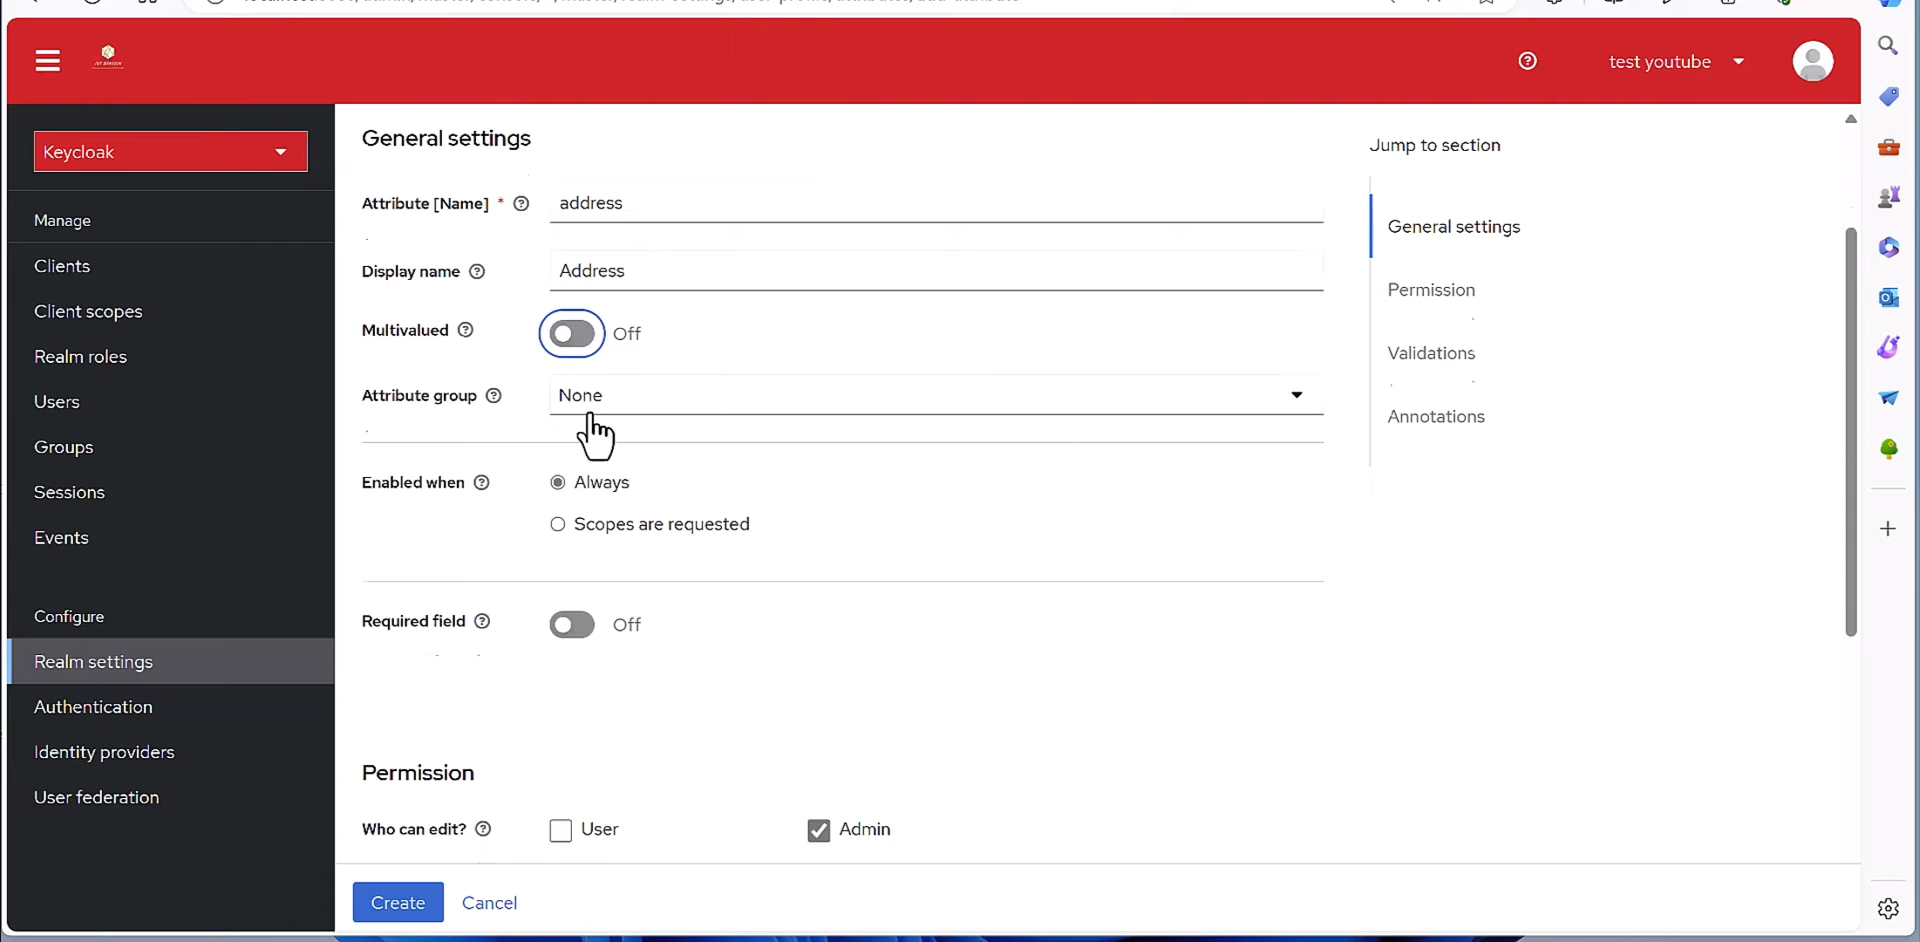 test youtube
Keycloak
Manage
Clients
Client scopes
Realm roles
Users
Groups
Sessions
Events
Configure
Realm settings
Authentication
Identity providers
User federation
General settings
Attribute [Name] * address
Display name Address
Multivalued Off
Attribute group None
Enabled when Always
Scopes are requested
Required field Off
Permission
Who can edit? User Admin
Create Cancel
Jump to section
General settings
Permission
Validations
Annotations